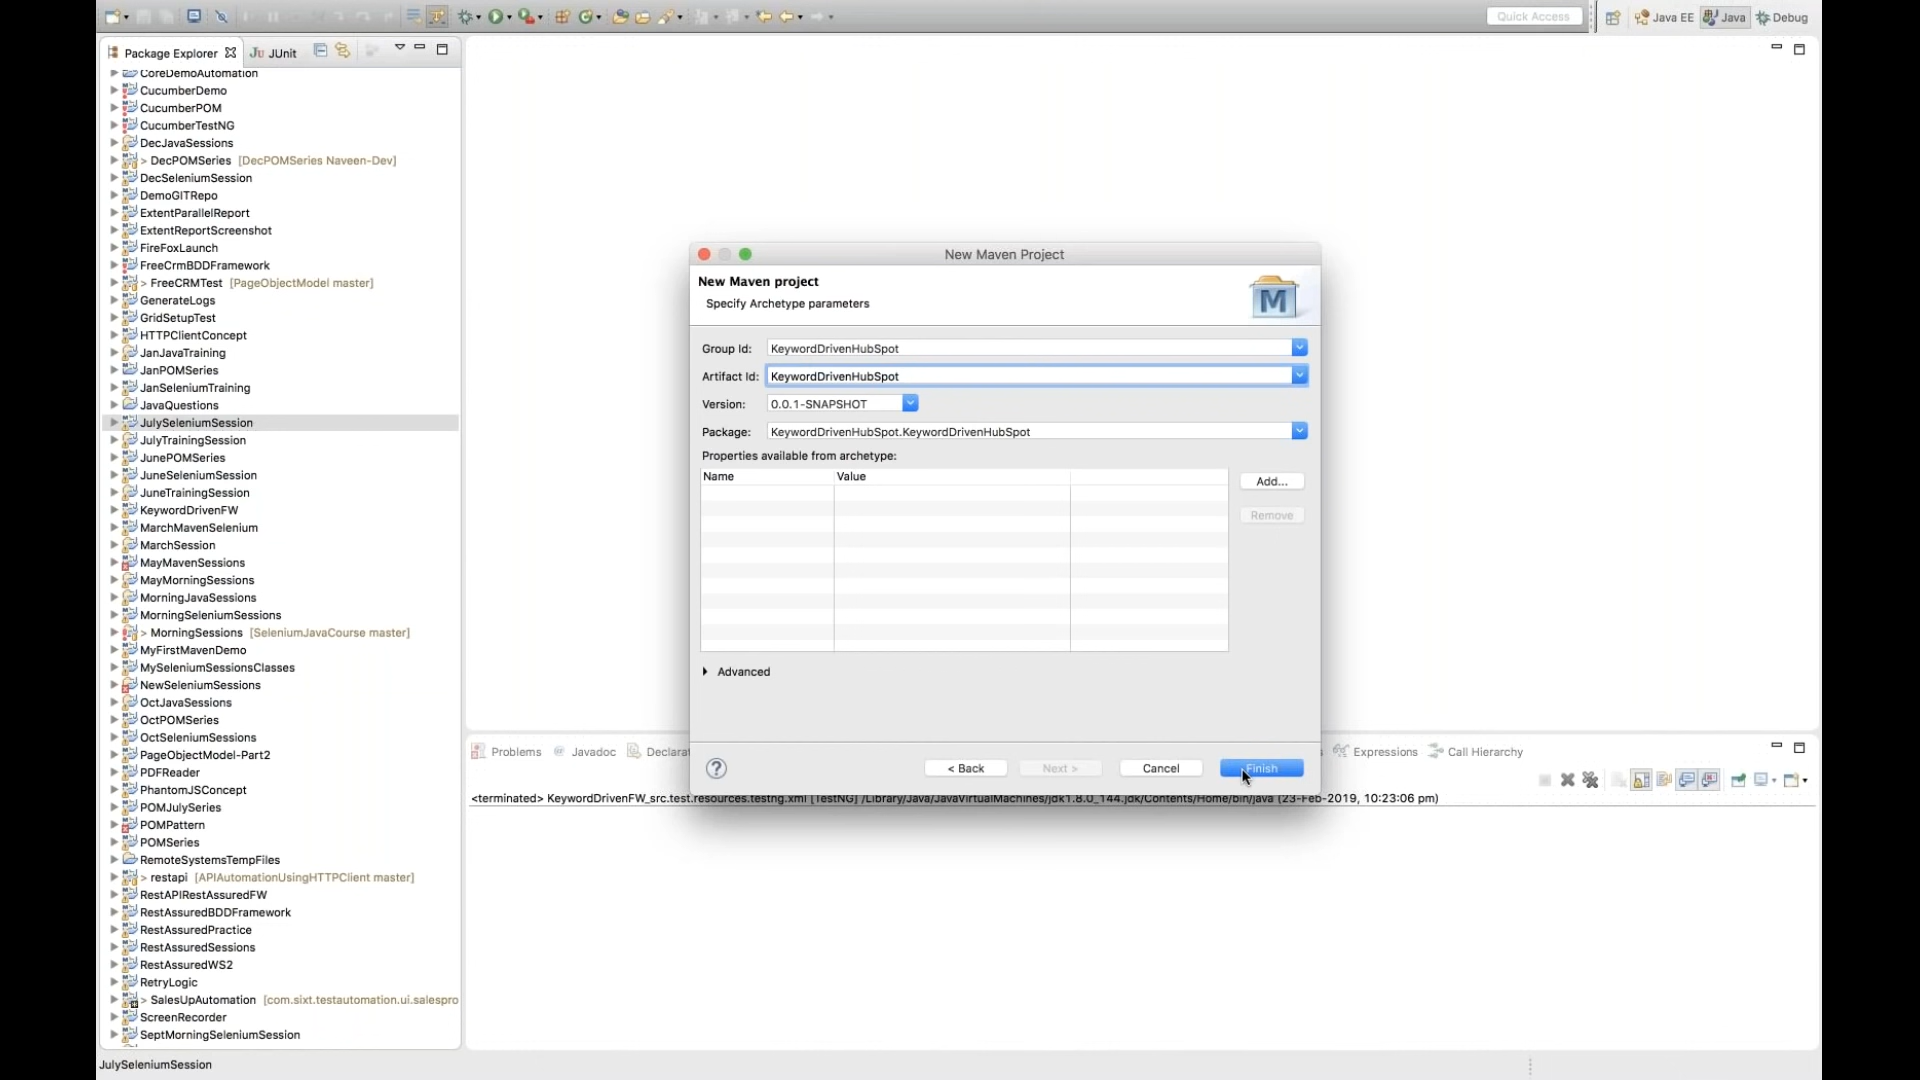 Quick Access
Java EE
Java
Debug
Package Explorer
JUnit
CoreDemoAutomation
CucumberDemo
CucumberPOM
CucumberTestNG
DecJavaSessions
> DecPOMSeries [DecPOMSeries Naveen-Dev]
DecSeleniumSession
DemoGITRepo
ExtentParallelReport
ExtentReportScreenshot
FireFoxLaunch
FreeCrmBDDFramework
> FreeCRMTest [PageObjectModel master]
GenerateLogs
GridSetupTest
HTTPClientConcept
JanJavaTraining
JanPOMSeries
JanSeleniumTraining
JavaQuestions
JulySeleniumSession
JulyTrainingSession
JunePOMSeries
JuneSeleniumSession
JuneTrainingSession
KeywordDrivenFW
MarchMavenSelenium
MarchSession
MayMavenSessions
MayMorningSessions
MorningJavaSessions
MorningSeleniumSessions
> MorningSessions [SeleniumJavaCourse master]
MyFirstMavenDemo
MySeleniumSessionsClasses
NewSeleniumSessions
OctJavaSessions
OctPOMSeries
OctSeleniumSessions
PageObjectModel-Part2
PDFReader
PhantomJSConcept
POMJulySeries
POMPattern
POMSeries
RemoteSystemsTempFiles
> restapi [APIAutomationUsingHTTPClient master]
RestAPIRestAssuredFW
RestAssuredBDDFramework
RestAssuredPractice
RestAssuredSessions
RestAssuredWS2
RetryLogic
> SalesUpAutomation [com.sixt.testautomation.ui.salespro
ScreenRecorder
SeptMorningSeleniumSession
New Maven Project
New Maven project
Specify Archetype parameters
M
Group Id: KeywordDrivenHubSpot
Artifact Id: KeywordDrivenHubSpot
Version: 0.0.1-SNAPSHOT
Package: KeywordDrivenHubSpot.KeywordDrivenHubSpot
Properties available from archetype:
Name Value
Add...
Remove
Advanced
? < Back Next > Cancel Finish
Problems @ Javadoc Declarat
Expressions Call Hierarchy
<terminated> KeywordDrivenFW_src.test.resources.testng.xml [TestNG] /Library/Java/JavaVirtualMachines/jdk1.8.0_144.jdk/Contents/Home/bin/java (23-Feb-2019, 10:23:06 pm)
JulySeleniumSession